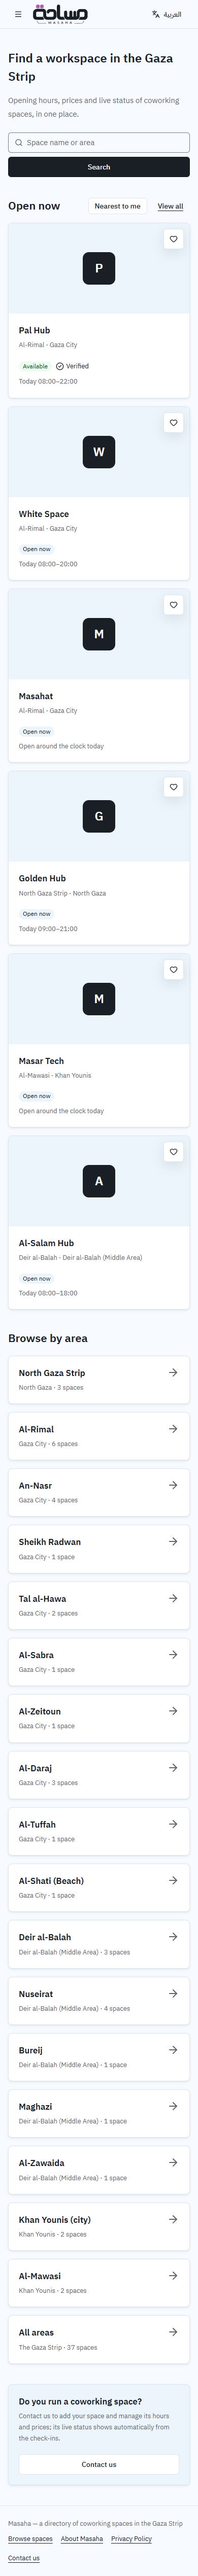 مساحة
MASAHA
العربية
Find a workspace in the Gaza
Strip
Opening hours, prices and live status of coworking
spaces, in one place.
Space name or area
Search
Open now
Nearest to me
View all
P
Pal Hub
Al-Rimal · Gaza City
Available
Verified
Today 08:00–22:00
W
White Space
Al-Rimal · Gaza City
Open now
Today 08:00–20:00
M
Masahat
Al-Rimal · Gaza City
Open now
Open around the clock today
G
Golden Hub
North Gaza Strip · North Gaza
Open now
Today 09:00–21:00
M
Masar Tech
Al-Mawasi · Khan Younis
Open now
Open around the clock today
A
Al-Salam Hub
Deir al-Balah · Deir al-Balah (Middle Area)
Open now
Today 08:00–18:00
Browse by area
North Gaza Strip
North Gaza · 3 spaces
Al-Rimal
Gaza City · 6 spaces
An-Nasr
Gaza City · 4 spaces
Sheikh Radwan
Gaza City · 1 space
Tal al-Hawa
Gaza City · 2 spaces
Al-Sabra
Gaza City · 1 space
Al-Zeitoun
Gaza City · 1 space
Al-Daraj
Gaza City · 3 spaces
Al-Tuffah
Gaza City · 1 space
Al-Shati (Beach)
Gaza City · 1 space
Deir al-Balah
Deir al-Balah (Middle Area) · 3 spaces
Nuseirat
Deir al-Balah (Middle Area) · 4 spaces
Bureij
Deir al-Balah (Middle Area) · 1 space
Maghazi
Deir al-Balah (Middle Area) · 1 space
Al-Zawaida
Deir al-Balah (Middle Area) · 1 space
Khan Younis (city)
Khan Younis · 2 spaces
Al-Mawasi
Khan Younis · 2 spaces
All areas
The Gaza Strip · 37 spaces
Do you run a coworking space?
Contact us to add your space and manage its hours
and prices; its live status shows automatically from
the check-ins.
Contact us
Masaha — a directory of coworking spaces in the Gaza Strip
Browse spaces
About Masaha
Privacy Policy
Contact us